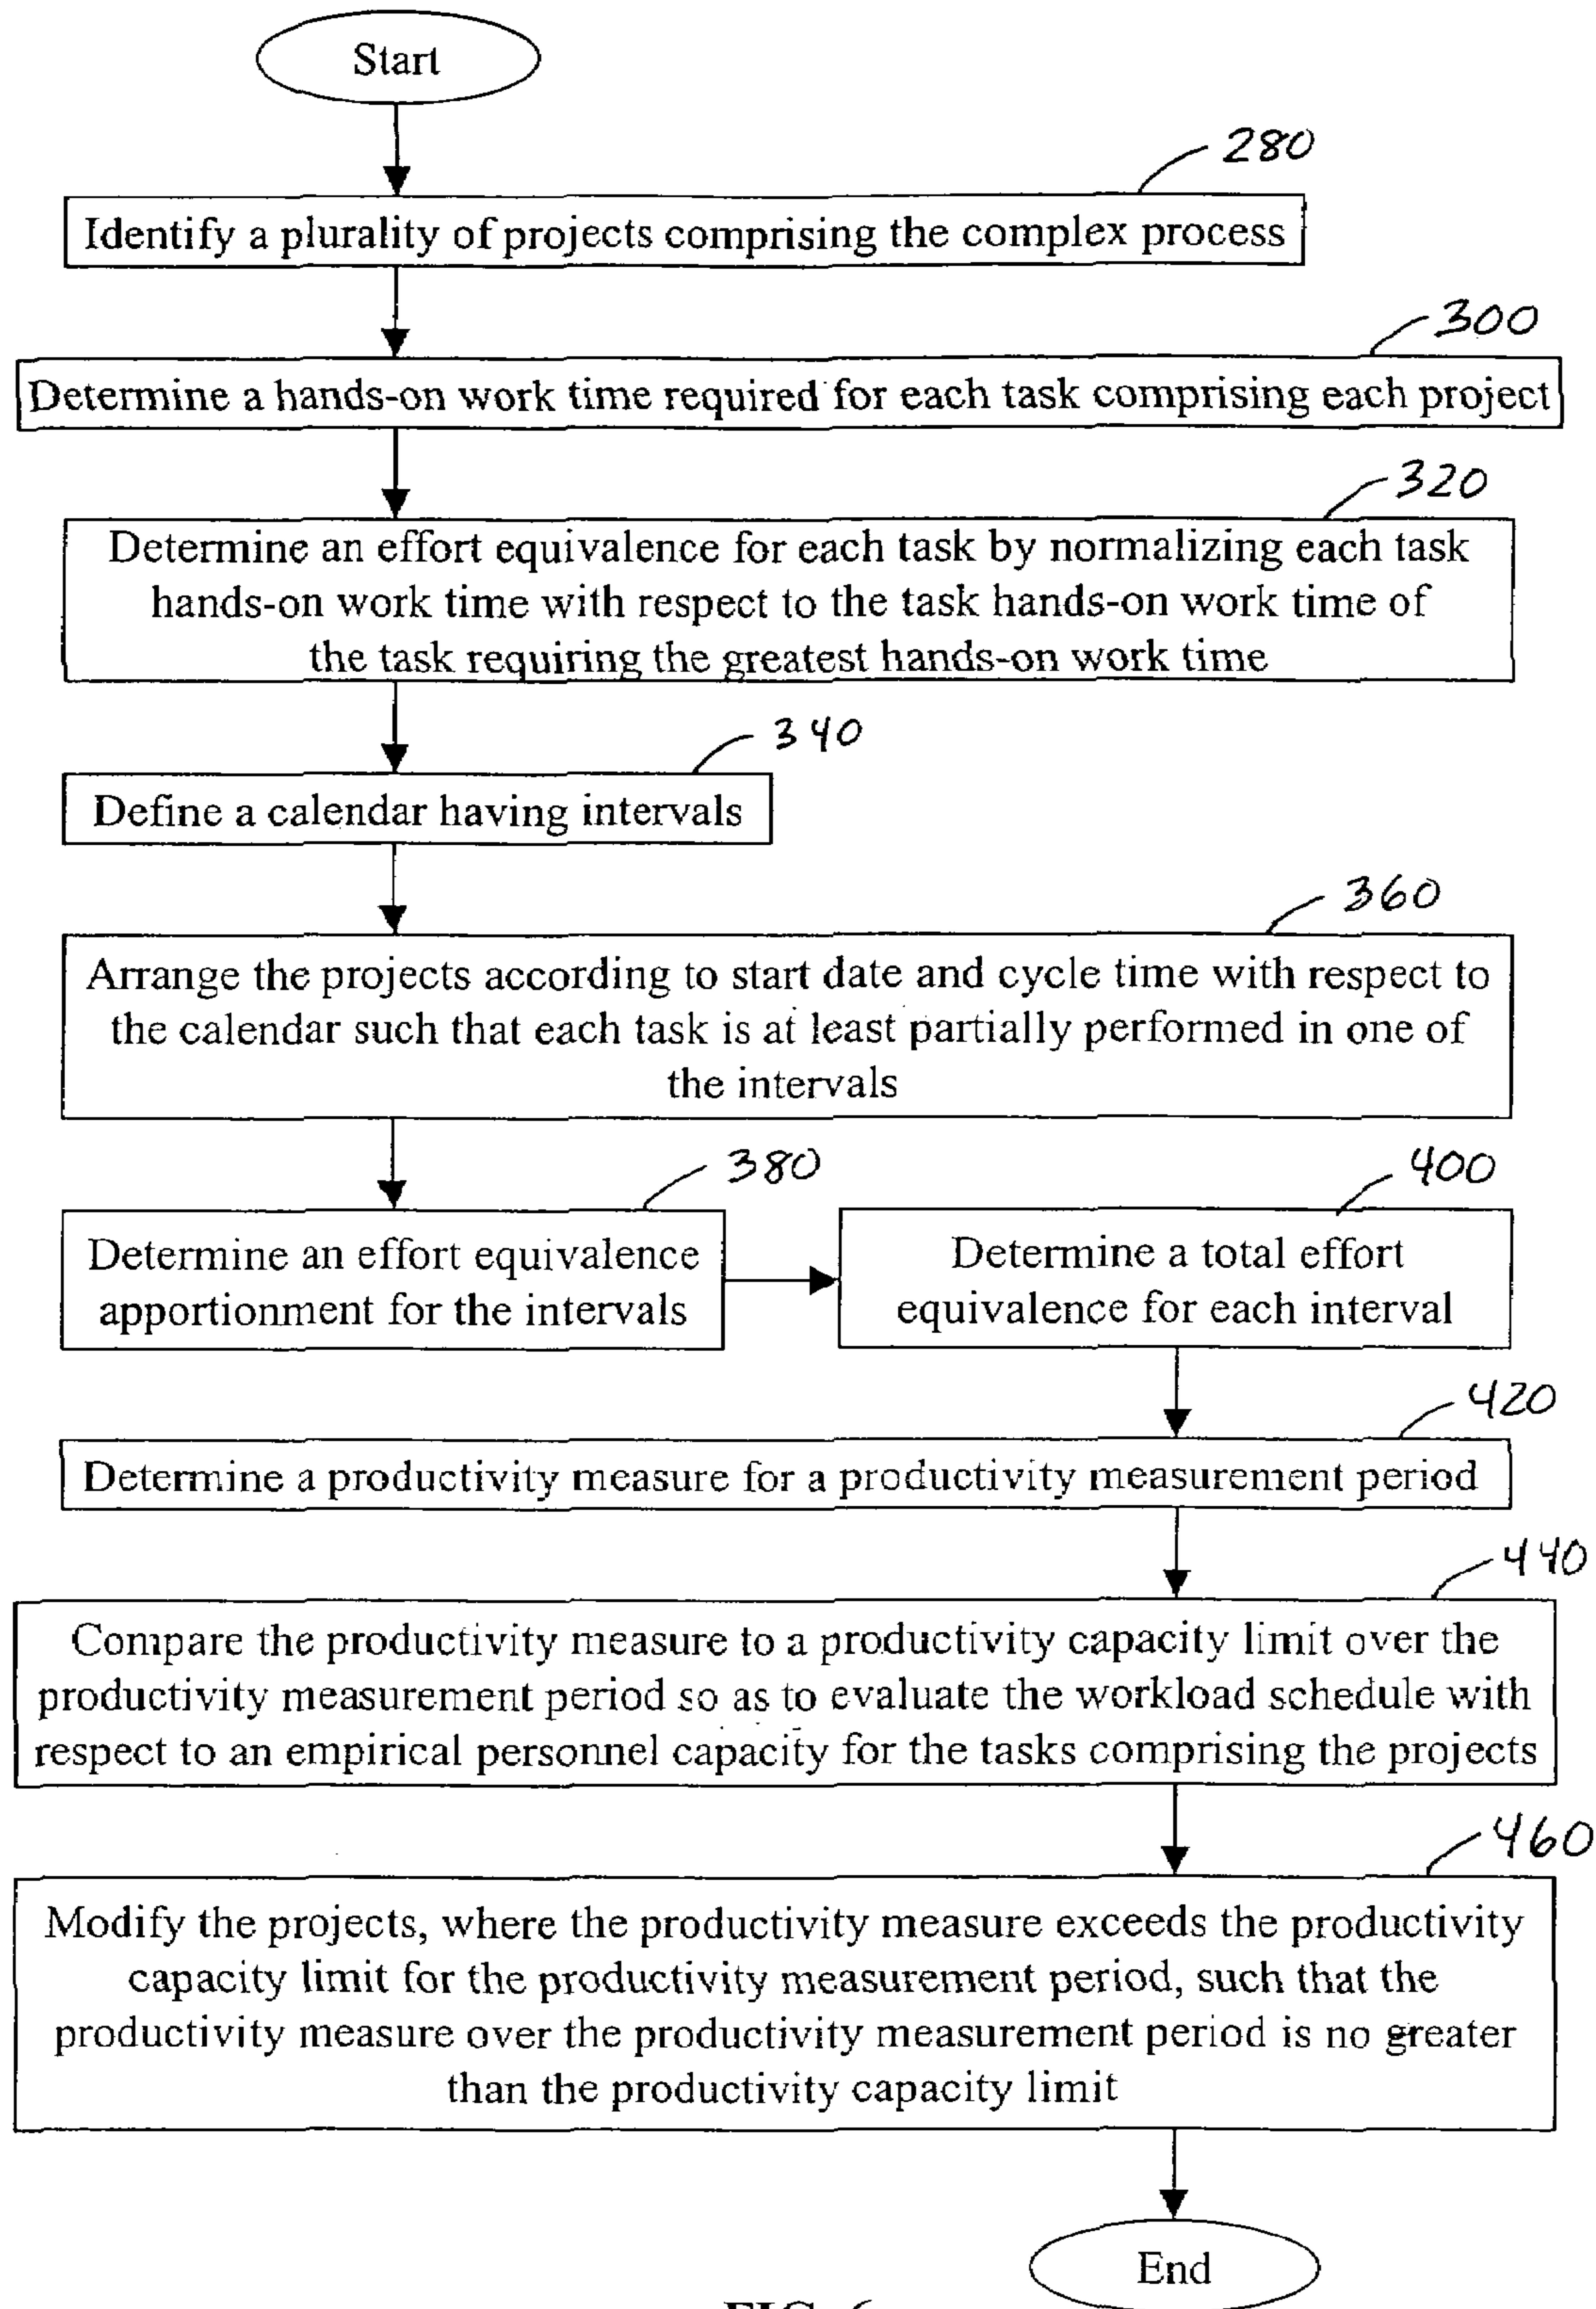 Start
280
Identify a plurality of projects comprising the complex process
300
Determine a hands-on work time required for each task comprising each project
320
Determine an effort equivalence for each task by normalizing each task
hands-on work time with respect to the task hands-on work time of
the task requiring the greatest hands-on work time
340
Define a calendar having intervals
360
Arrange the projects according to start date and cycle time with respect to
the calendar such that each task is at least partially performed in one of
the intervals
380
Determine an effort equivalence
apportionment for the intervals
400
Determine a total effort
equivalence for each interval
420
Determine a productivity measure for a productivity measurement period
440
Compare the productivity measure to a productivity capacity limit over the
productivity measurement period so as to evaluate the workload schedule with
respect to an empirical personnel capacity for the tasks comprising the projects
460
Modify the projects, where the productivity measure exceeds the productivity
capacity limit for the productivity measurement period, such that the
productivity measure over the productivity measurement period is no greater
than the productivity capacity limit
End